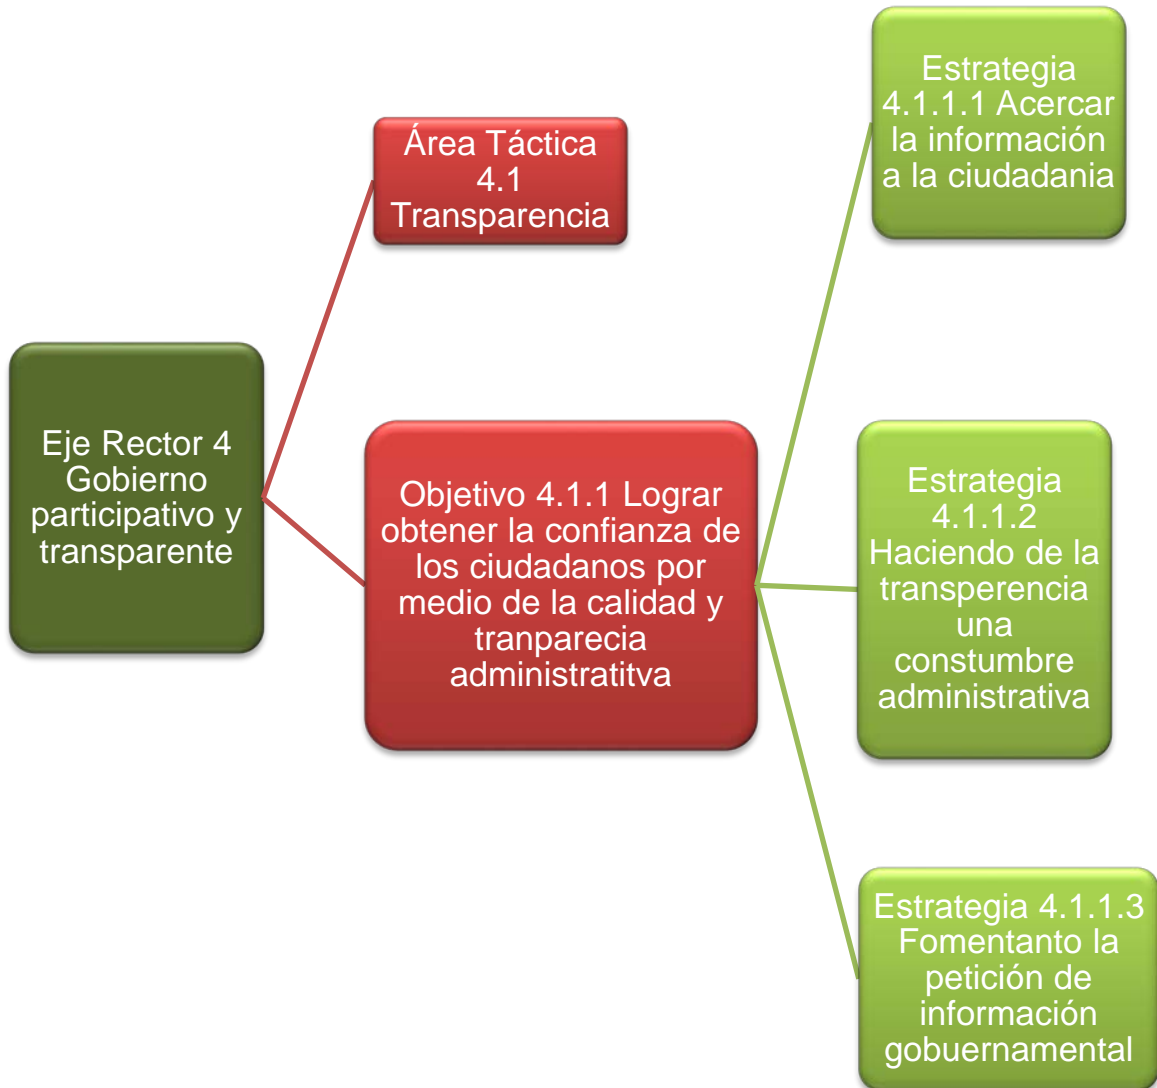 Eje Rector 4
Gobierno
participativo y
transparente
Área Táctica
4.1
Transparencia
Objetivo 4.1.1 Lograr
obtener la confianza de
los ciudadanos por
medio de la calidad y
tranparecia
administratitva
Estrategia
4.1.1.1 Acercar
la información
a la ciudadania
Estrategia
4.1.1.2
Haciendo de la
transperencia
una
constumbre
administrativa
Estrategia 4.1.1.3
Fomentanto la
petición de
información
gobuernamental